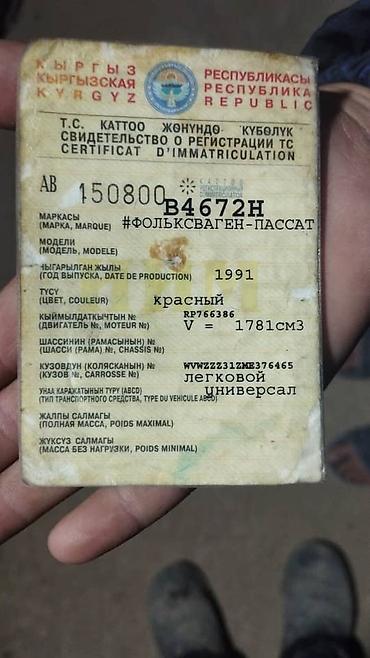 КЫРГЫЗ РЕСПУБЛИКАСЫ
КЫРГЫЗСКАЯ РЕСПУБЛИКА
KYRGYZ REPUBLIC
Т.С. КАТТОО ЖӨНҮНДӨ КҮБӨЛҮК
СВИДЕТЕЛЬСТВО О РЕГИСТРАЦИИ ТС
CERTIFICAT D'IMMATRICULATION
АВ 150800
В4672Н
МАРКАСЫ
(МАРКА, MARQUE) #ФОЛЬКСВАГЕН-ПАССАТ
МОДЕЛИ
(МОДЕЛЬ, MODELE)
ЧЫГАРЫЛГАН ЖЫЛЫ
(ГОД ВЫПУСКА, DATE DE PRODUCTION) 1991
ТҮСҮ
(ЦВЕТ, COULEUR) красный
КЫЙМЫЛДАТКЫЧТЫН № RP766386
(ДВИГАТЕЛЬ №, MOTEUR №) V = 1781см3
ШАССИНИН (РАМАСЫНЫН) №
(ШАССИ (РАМА) №, CHASSIS №)
КУЗОВДУН (КОЛЯСКАНЫН) № WVWZZZ31ZME376465
(КУЗОВ №, CARROSSE №) легковой
УНАА КАРАЖАТЫНЫН ТҮРҮ (ABCD) универсал
(ТИП ТРАНСПОРТНОГО СРЕДСТВА, TYPE DU VEHICULE ABCD)
ЖАЛПЫ САЛМАГЫ
(ПОЛНАЯ МАССА, POIDS MAXIMAL)
ЖҮКСҮЗ САЛМАГЫ
(МАССА БЕЗ НАГРУЗКИ, POIDS MINIMAL)